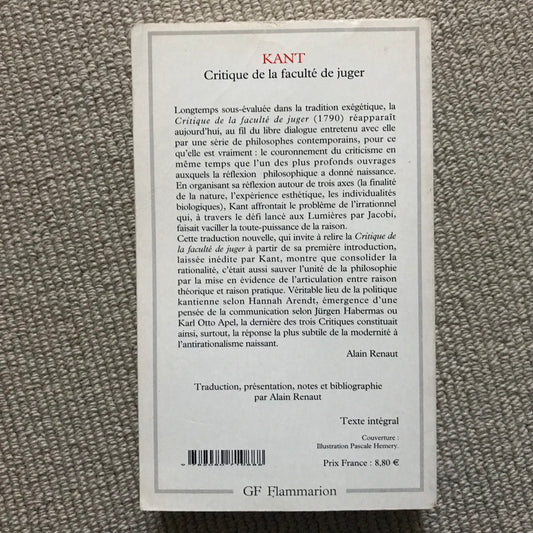 KANT
Critique de la faculté de juger
Longtemps sous-évaluée dans la tradition exégétique, la
Critique de la faculté de juger (1790) réapparaît
aujourd'hui, au fil du libre dialogue entretenu avec elle
par une série de philosophes contemporains, pour ce
qu'elle est vraiment : le couronnement du criticisme en
même temps que l'un des plus profonds ouvrages
auxquels la réflexion philosophique a donné naissance.
En organisant sa réflexion autour de trois axes (la finalité
de la nature, l'expérience esthétique, les individualités
biologiques), Kant affrontait le problème de l'irrationnel
qui, à travers le défi lancé aux Lumières par Jacobi,
faisait vaciller la toute-puissance de la raison.
Cette traduction nouvelle, qui invite à relire la Critique de
la faculté de juger à partir de sa première introduction,
laissée inédite par Kant, montre que consolider la
rationalité, c'était aussi sauver l'unité de la philosophie
par la mise en évidence de l'articulation entre raison
théorique et raison pratique. Véritable lieu de la politique
kantienne selon Hannah Arendt, émergence d'une
pensée de la communication selon Jürgen Habermas ou
Karl Otto Apel, la dernière des trois Critiques constituait
ainsi, surtout, la réponse la plus subtile de la modernité à
l'antirationalisme naissant.
Alain Renaut
Traduction, présentation, notes et bibliographie
par Alain Renaut
Texte intégral
Couverture :
Illustration Pascale Hemery.
Prix France : 8,80 €
GF Flammarion